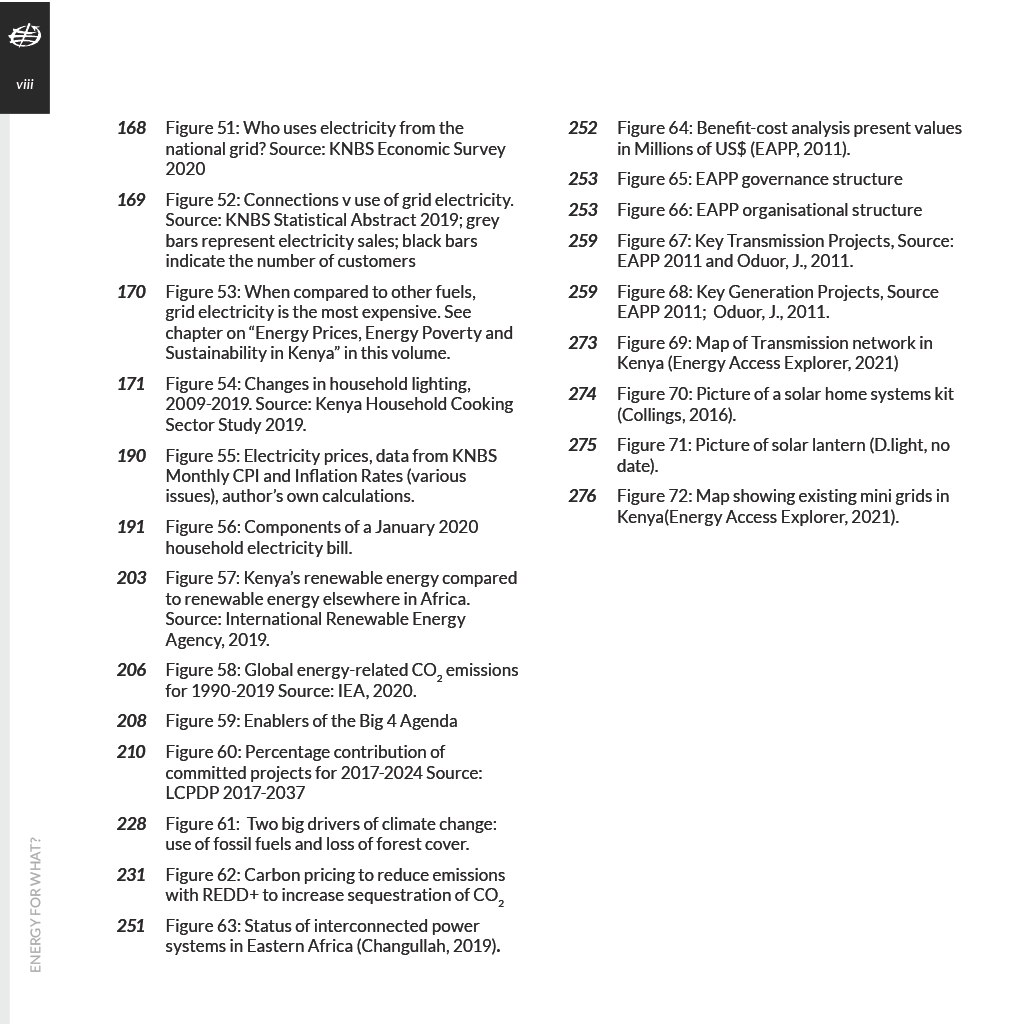 viii
168 Figure 51: Who uses electricity from the
national grid? Source: KNBS Economic Survey
2020
169 Figure 52: Connections v use of grid electricity.
Source: KNBS Statistical Abstract 2019; grey
bars represent electricity sales; black bars
indicate the number of customers
170 Figure 53: When compared to other fuels,
grid electricity is the most expensive. See
chapter on “Energy Prices, Energy Poverty and
Sustainability in Kenya” in this volume.
171 Figure 54: Changes in household lighting,
2009-2019. Source: Kenya Household Cooking
Sector Study 2019.
190 Figure 55: Electricity prices, data from KNBS
Monthly CPI and Inflation Rates (various
issues), author’s own calculations.
191 Figure 56: Components of a January 2020
household electricity bill.
203 Figure 57: Kenya’s renewable energy compared
to renewable energy elsewhere in Africa.
Source: International Renewable Energy
Agency, 2019.
206 Figure 58: Global energy-related CO₂ emissions
for 1990-2019 Source: IEA, 2020.
208 Figure 59: Enablers of the Big 4 Agenda
210 Figure 60: Percentage contribution of
committed projects for 2017-2024 Source:
LCPDP 2017-2037
228 Figure 61: Two big drivers of climate change:
use of fossil fuels and loss of forest cover.
231 Figure 62: Carbon pricing to reduce emissions
with REDD+ to increase sequestration of CO₂
251 Figure 63: Status of interconnected power
systems in Eastern Africa (Changullah, 2019).
252 Figure 64: Benefit-cost analysis present values
in Millions of US$ (EAPP, 2011).
253 Figure 65: EAPP governance structure
253 Figure 66: EAPP organisational structure
259 Figure 67: Key Transmission Projects, Source:
EAPP 2011 and Oduor, J., 2011.
259 Figure 68: Key Generation Projects, Source
EAPP 2011; Oduor, J., 2011.
273 Figure 69: Map of Transmission network in
Kenya (Energy Access Explorer, 2021)
274 Figure 70: Picture of a solar home systems kit
(Collings, 2016).
275 Figure 71: Picture of solar lantern (D.light, no
date).
276 Figure 72: Map showing existing mini grids in
Kenya(Energy Access Explorer, 2021).
ENERGY FOR WHAT?